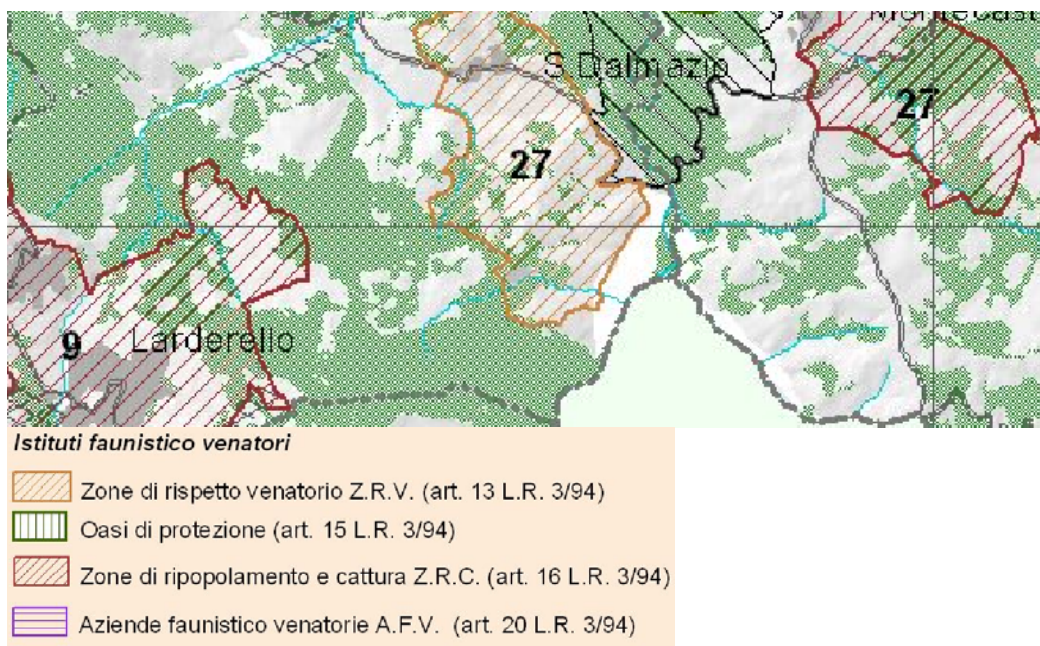 S Dalmazio
27
27
9
Larderello
Istituti faunistico venatori
Zone di rispetto venatorio Z.R.V. (art. 13 L.R. 3/94)
Oasi di protezione (art. 15 L.R. 3/94)
Zone di ripopolamento e cattura Z.R.C. (art. 16 L.R. 3/94)
Aziende faunistico venatorie A.F.V. (art. 20 L.R. 3/94)